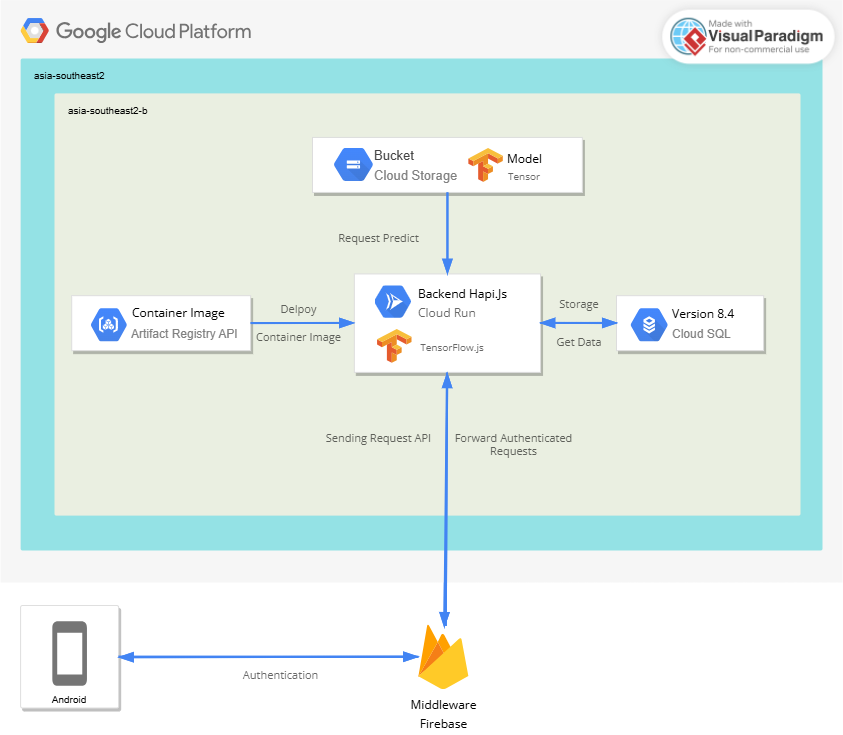 Google Cloud Platform
Made with
VisualParadigm
For non-commercial use
asia-southeast2
asia-southeast2-b
Bucket
Cloud Storage
Model
Tensor
Request Predict
Container Image
Artifact Registry API
Delpoy
Container Image
Backend Hapi.Js
Cloud Run
TensorFlow.js
Storage
Get Data
Version 8.4
Cloud SQL
Sending Request API
Forward Authenticated
Requests
Android
Authentication
Middleware
Firebase